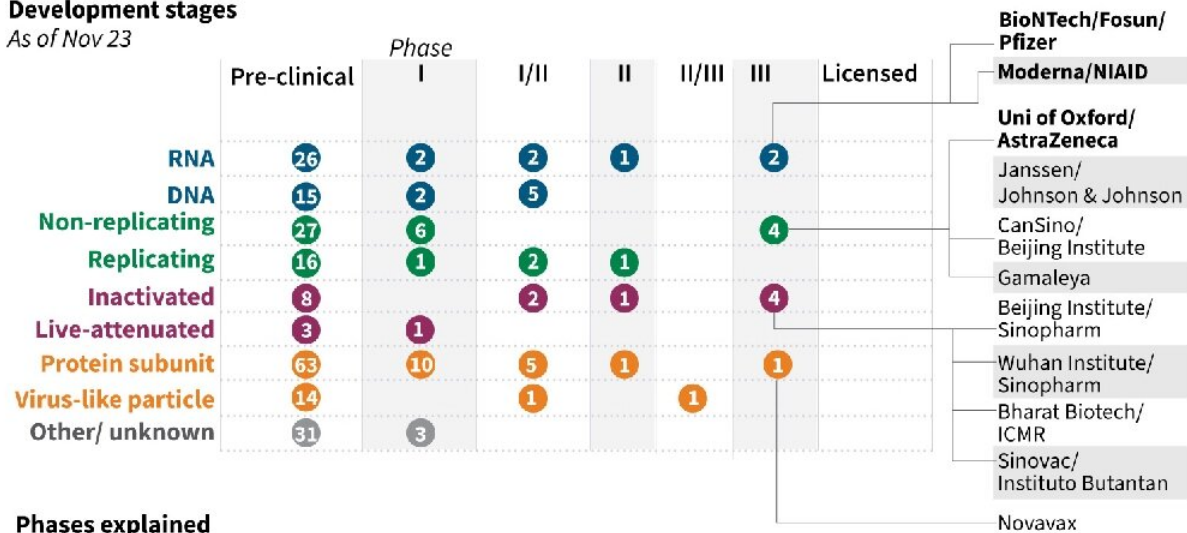 Development stages
As of Nov 23
Phase
Pre-clinical I I/II II II/III III Licensed
RNA 26 2 2 1 2
DNA 15 2 5
Non-replicating 27 6 4
Replicating 16 1 2 1
Inactivated 8 2 1 4
Live-attenuated 3 1
Protein subunit 63 10 5 1 1
Virus-like particle 14 1 1
Other/ unknown 31 3
BioNTech/Fosun/
Pfizer
Moderna/NIAID
Uni of Oxford/
AstraZeneca
Janssen/
Johnson & Johnson
CanSino/
Beijing Institute
Gamaleya
Beijing Institute/
Sinopharm
Wuhan Institute/
Sinopharm
Bharat Biotech/
ICMR
Sinovac/
Instituto Butantan
Novavax
Phases explained